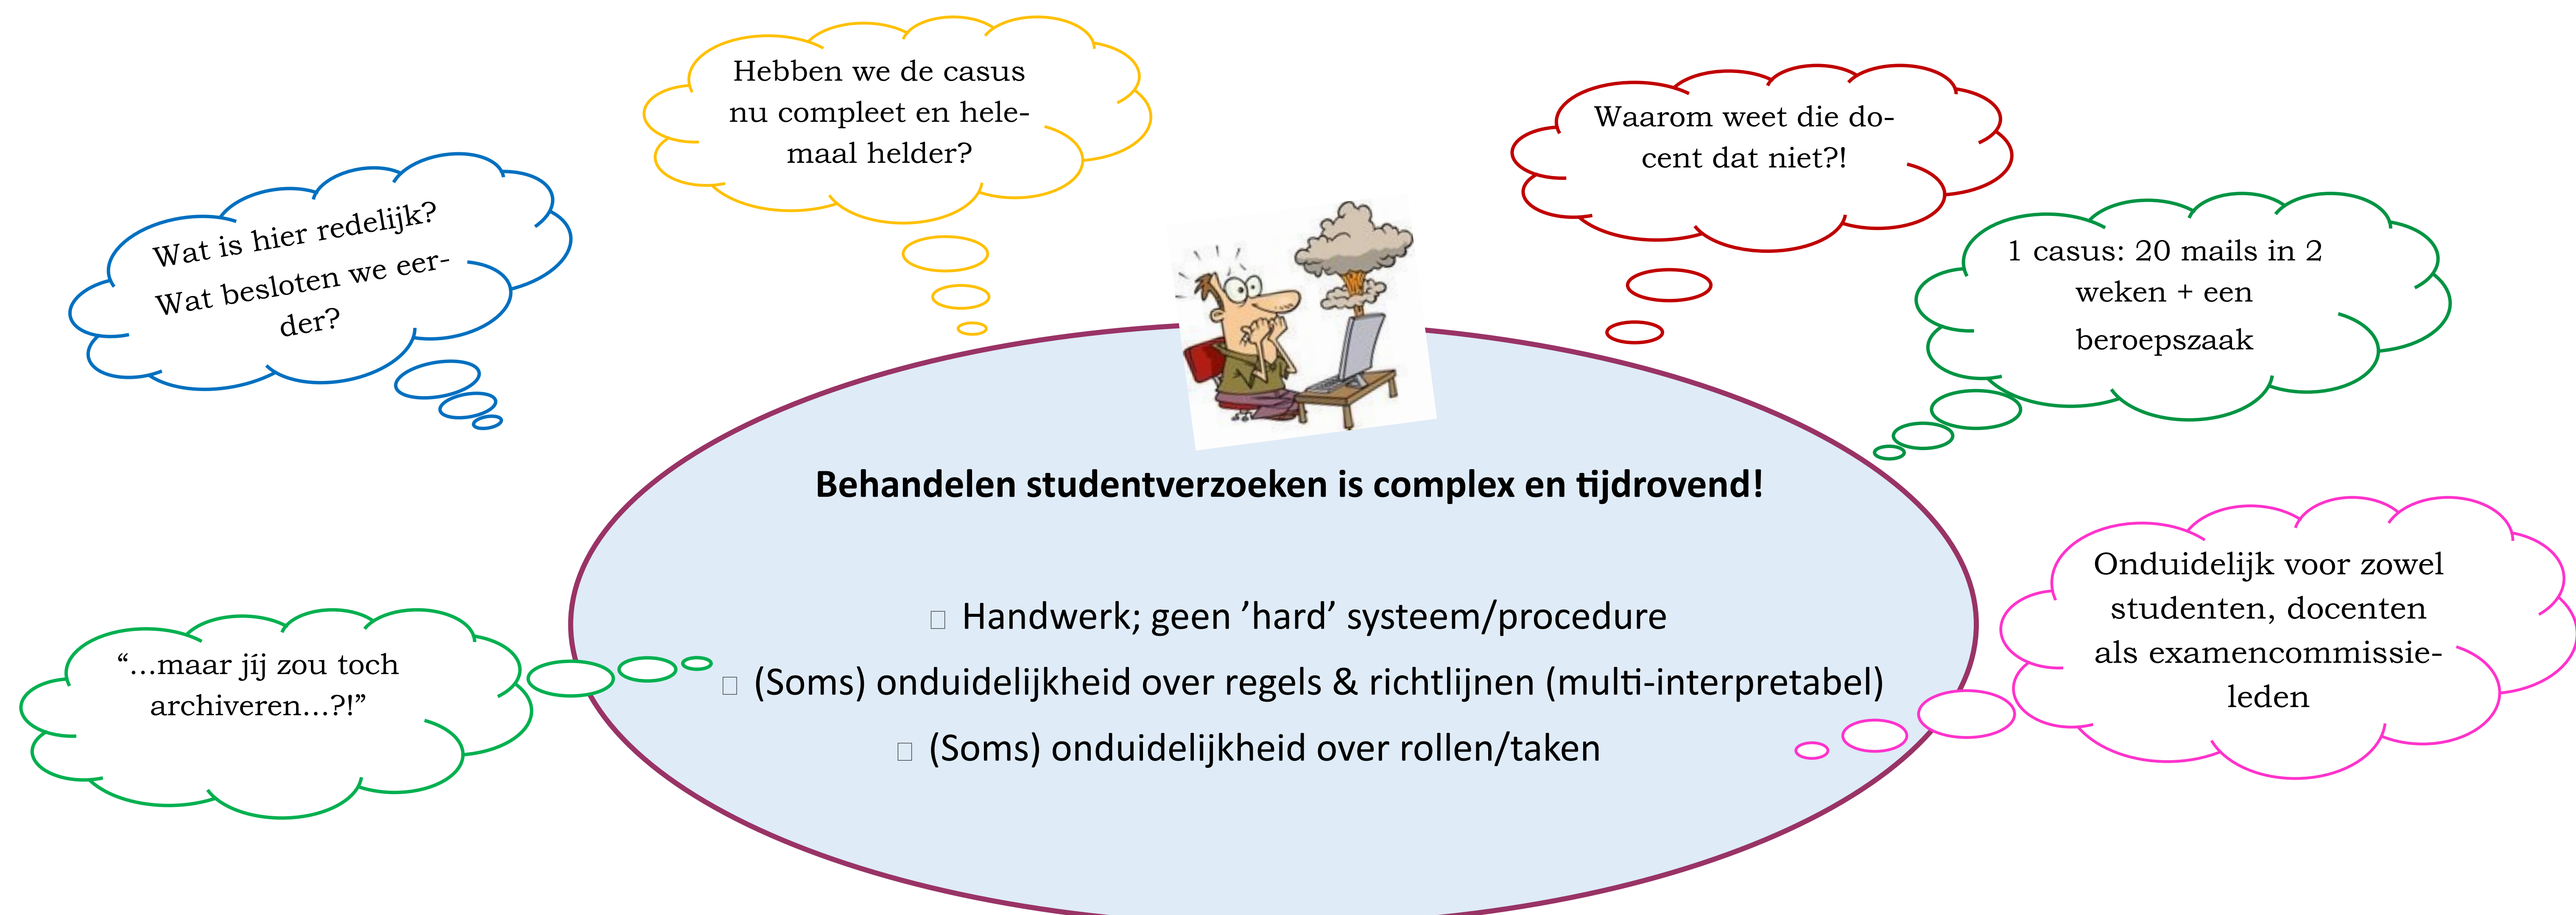 Hebben we de casus
nu compleet en hele-
maal helder?
Waarom weet die do-
cent dat niet?!
Wat is hier redelijk?
Wat besloten we eer-
der?
1 casus: 20 mails in 2
weken + een
beroepszaak
Behandelen studentverzoeken is complex en tijdrovend!
Onduidelijk voor zowel
studenten, docenten
als examencommissie-
leden
“…maar jíj zou toch
archiveren…?!”
Handwerk; geen ’hard’ systeem/procedure
(Soms) onduidelijkheid over regels & richtlijnen (multi-interpretabel)
(Soms) onduidelijkheid over rollen/taken